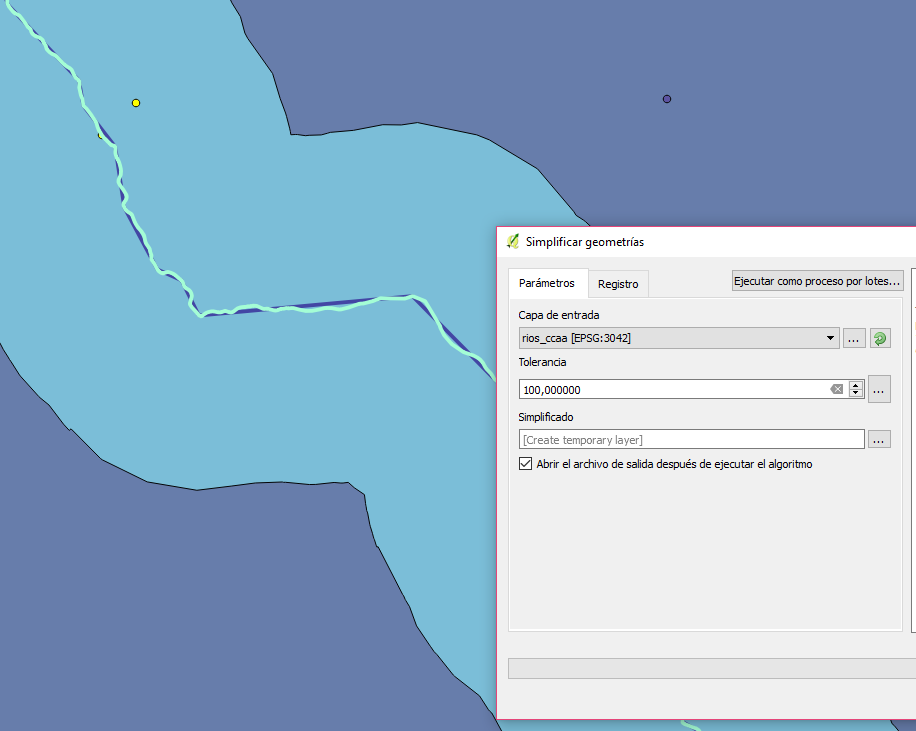 Simplificar geometrías
Parámetros
Registro
Ejecutar como proceso por lotes...
Capa de entrada
rios_ccaa [EPSG:3042]
...
Tolerancia
100,000000
...
Simplificado
[Create temporary layer]
...
Abrir el archivo de salida después de ejecutar el algoritmo